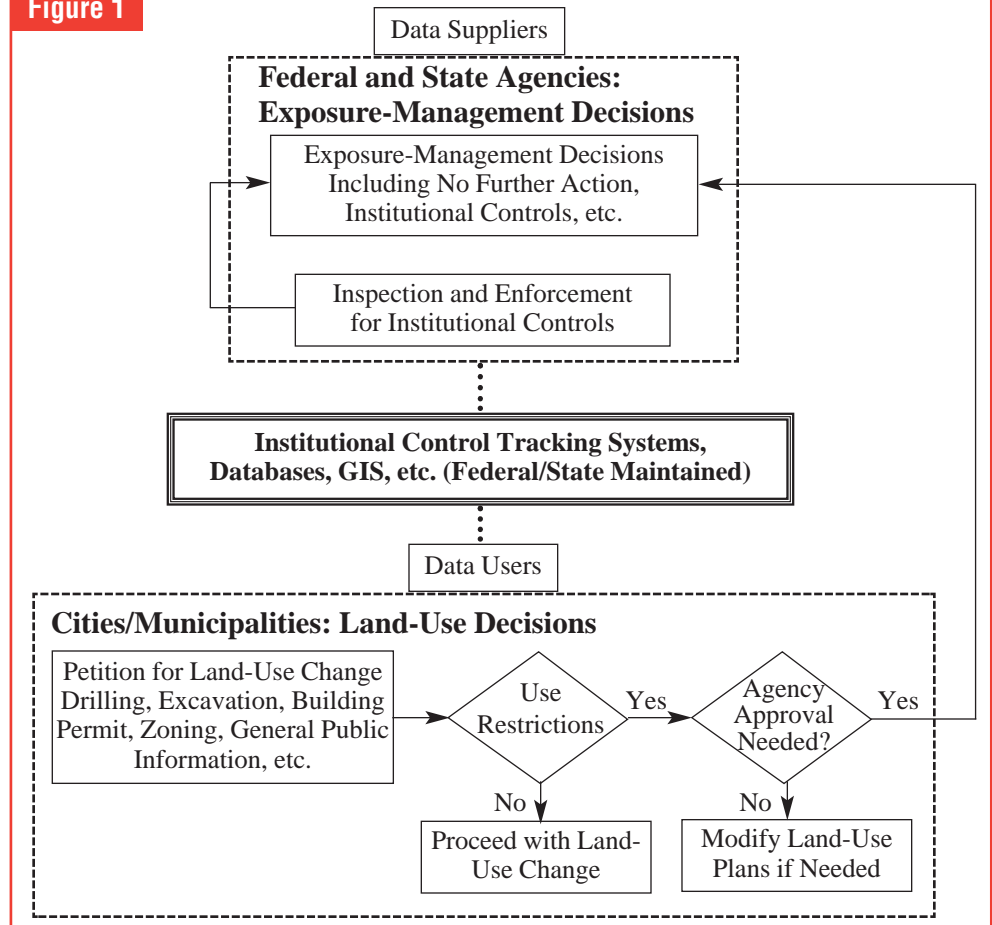 Figure 1
Data Suppliers
Federal and State Agencies:
Exposure-Management Decisions
Exposure-Management Decisions
Including No Further Action,
Institutional Controls, etc.
Inspection and Enforcement
for Institutional Controls
Institutional Control Tracking Systems,
Databases, GIS, etc. (Federal/State Maintained)
Data Users
Cities/Municipalities: Land-Use Decisions
Petition for Land-Use Change
Drilling, Excavation, Building
Permit, Zoning, General Public
Information, etc.
Use
Restrictions
Yes
Agency
Approval
Needed?
Yes
No
Proceed with Land-
Use Change
No
Modify Land-Use
Plans if Needed